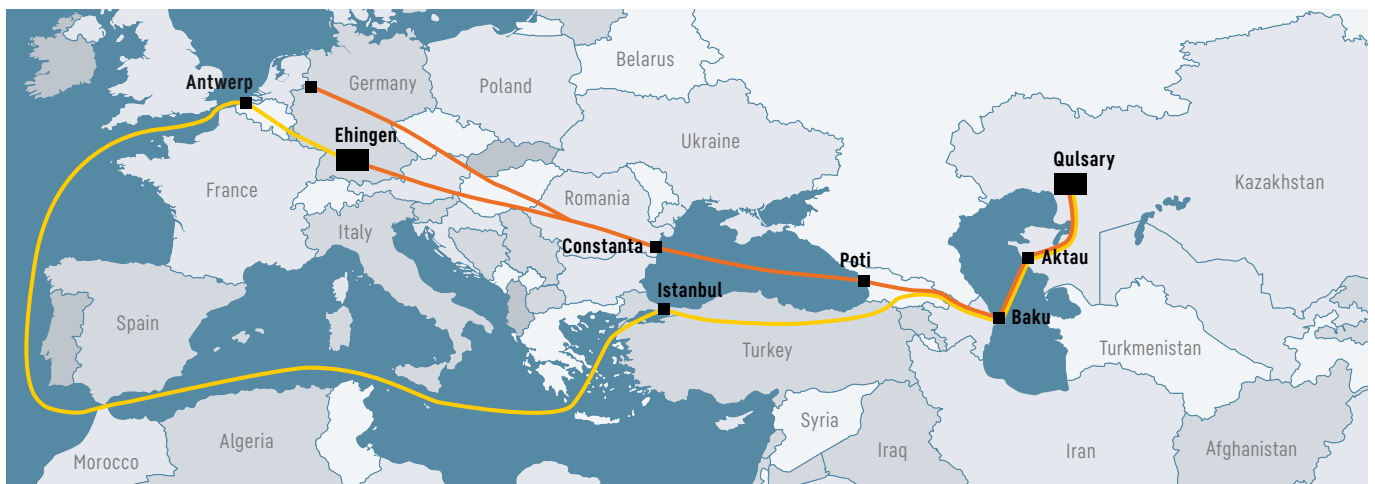 Belarus
Antwerp
Germany
Poland
Ehingen
Ukraine
Qulsary
France
Romania
Kazakhstan
Italy
Constanta
Poti
Aktau
Istanbul
Spain
Baku
Turkey
Turkmenistan
Syria
Algeria
Iraq
Iran
Afghanistan
Morocco